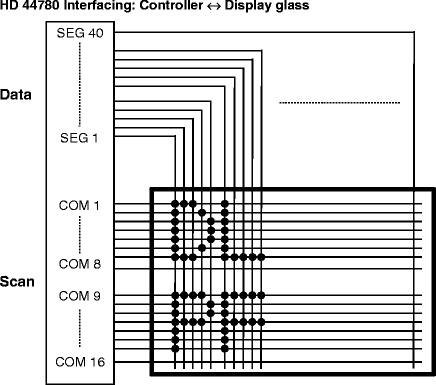 HD 44780 Interfacing: Controller ↔ Display glass
SEG 40
Data
SEG 1
COM 1
COM 8
Scan
COM 9
COM 16